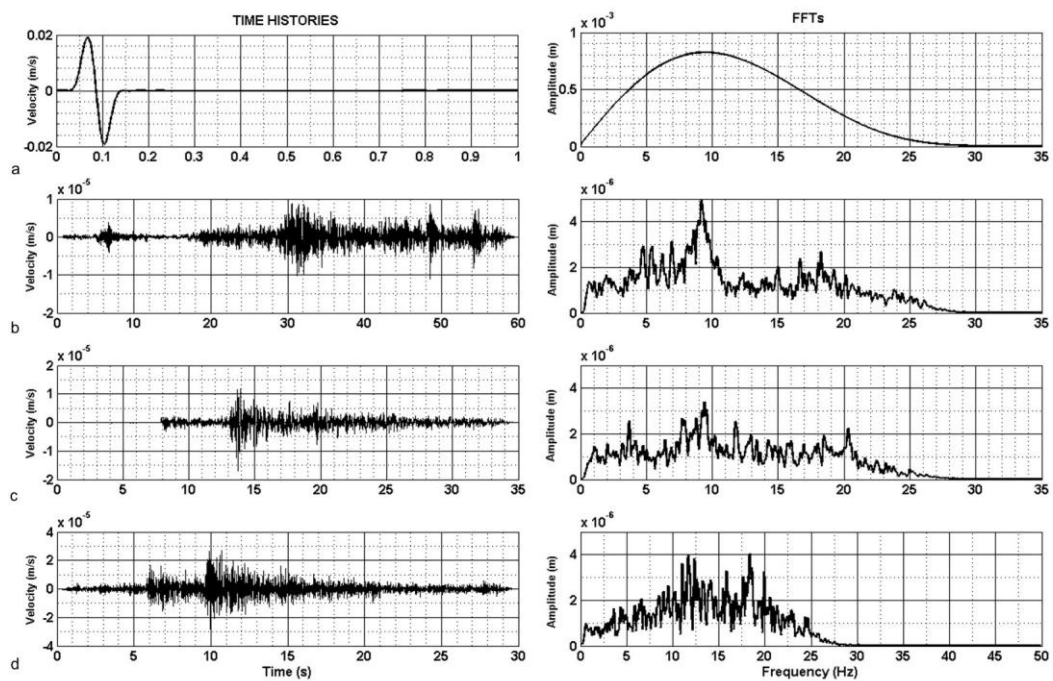 TIME HISTORIES
FFTs
x 10-3
Velocity (m/s)
0.02
0
-0.02
0 0.1 0.2 0.3 0.4 0.5 0.6 0.7 0.8 0.9 1
a
Amplitude (m)
1
0.5
0
0 5 10 15 20 25 30 35
x 10-5
Velocity (m/s)
1
0
-1
-2
0 10 20 30 40 50 60
b
x 10-6
Amplitude (m)
4
2
0
0 5 10 15 20 25 30 35
x 10-5
Velocity (m/s)
2
1
0
-1
-2
0 5 10 15 20 25 30 35
c
x 10-6
Amplitude (m)
4
2
0
0 5 10 15 20 25 30 35
x 10-5
Velocity (m/s)
4
2
0
-2
-4
0 5 10 15 20 25 30
Time (s)
d
x 10-6
Amplitude (m)
4
2
0
0 5 10 15 20 25 30 35 40 45 50
Frequency (Hz)